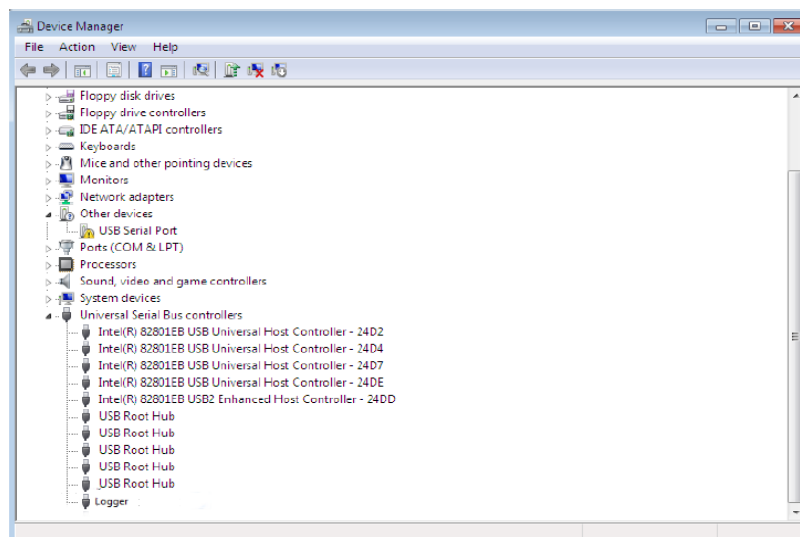 Device Manager
File Action View Help
Floppy disk drives
Floppy drive controllers
IDE ATA/ATAPI controllers
Keyboards
Mice and other pointing devices
Monitors
Network adapters
Other devices
USB Serial Port
Ports (COM & LPT)
Processors
Sound, video and game controllers
System devices
Universal Serial Bus controllers
Intel(R) 82801EB USB Universal Host Controller - 24D2
Intel(R) 82801EB USB Universal Host Controller - 24D4
Intel(R) 82801EB USB Universal Host Controller - 24D7
Intel(R) 82801EB USB Universal Host Controller - 24DE
Intel(R) 82801EB USB2 Enhanced Host Controller - 24DD
USB Root Hub
USB Root Hub
USB Root Hub
USB Root Hub
USB Root Hub
Logger